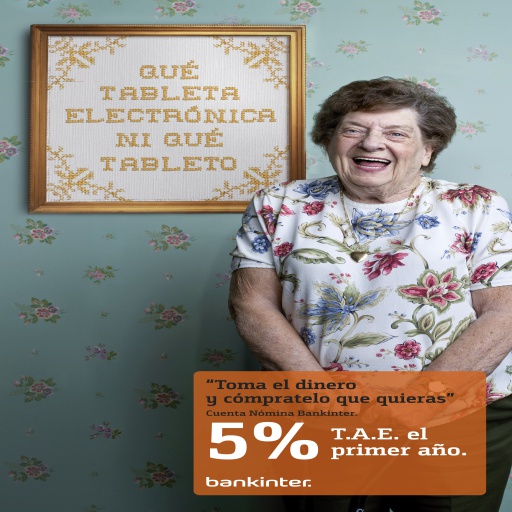 QUÉ
TABLETA
ELECTRÓNICA
NI QUÉ
TABLETO
“Toma el dinero
y cómpratelo que quieras”
Cuenta Nómina Bankinter.
5% T.A.E. el
primer año.
bankinter.